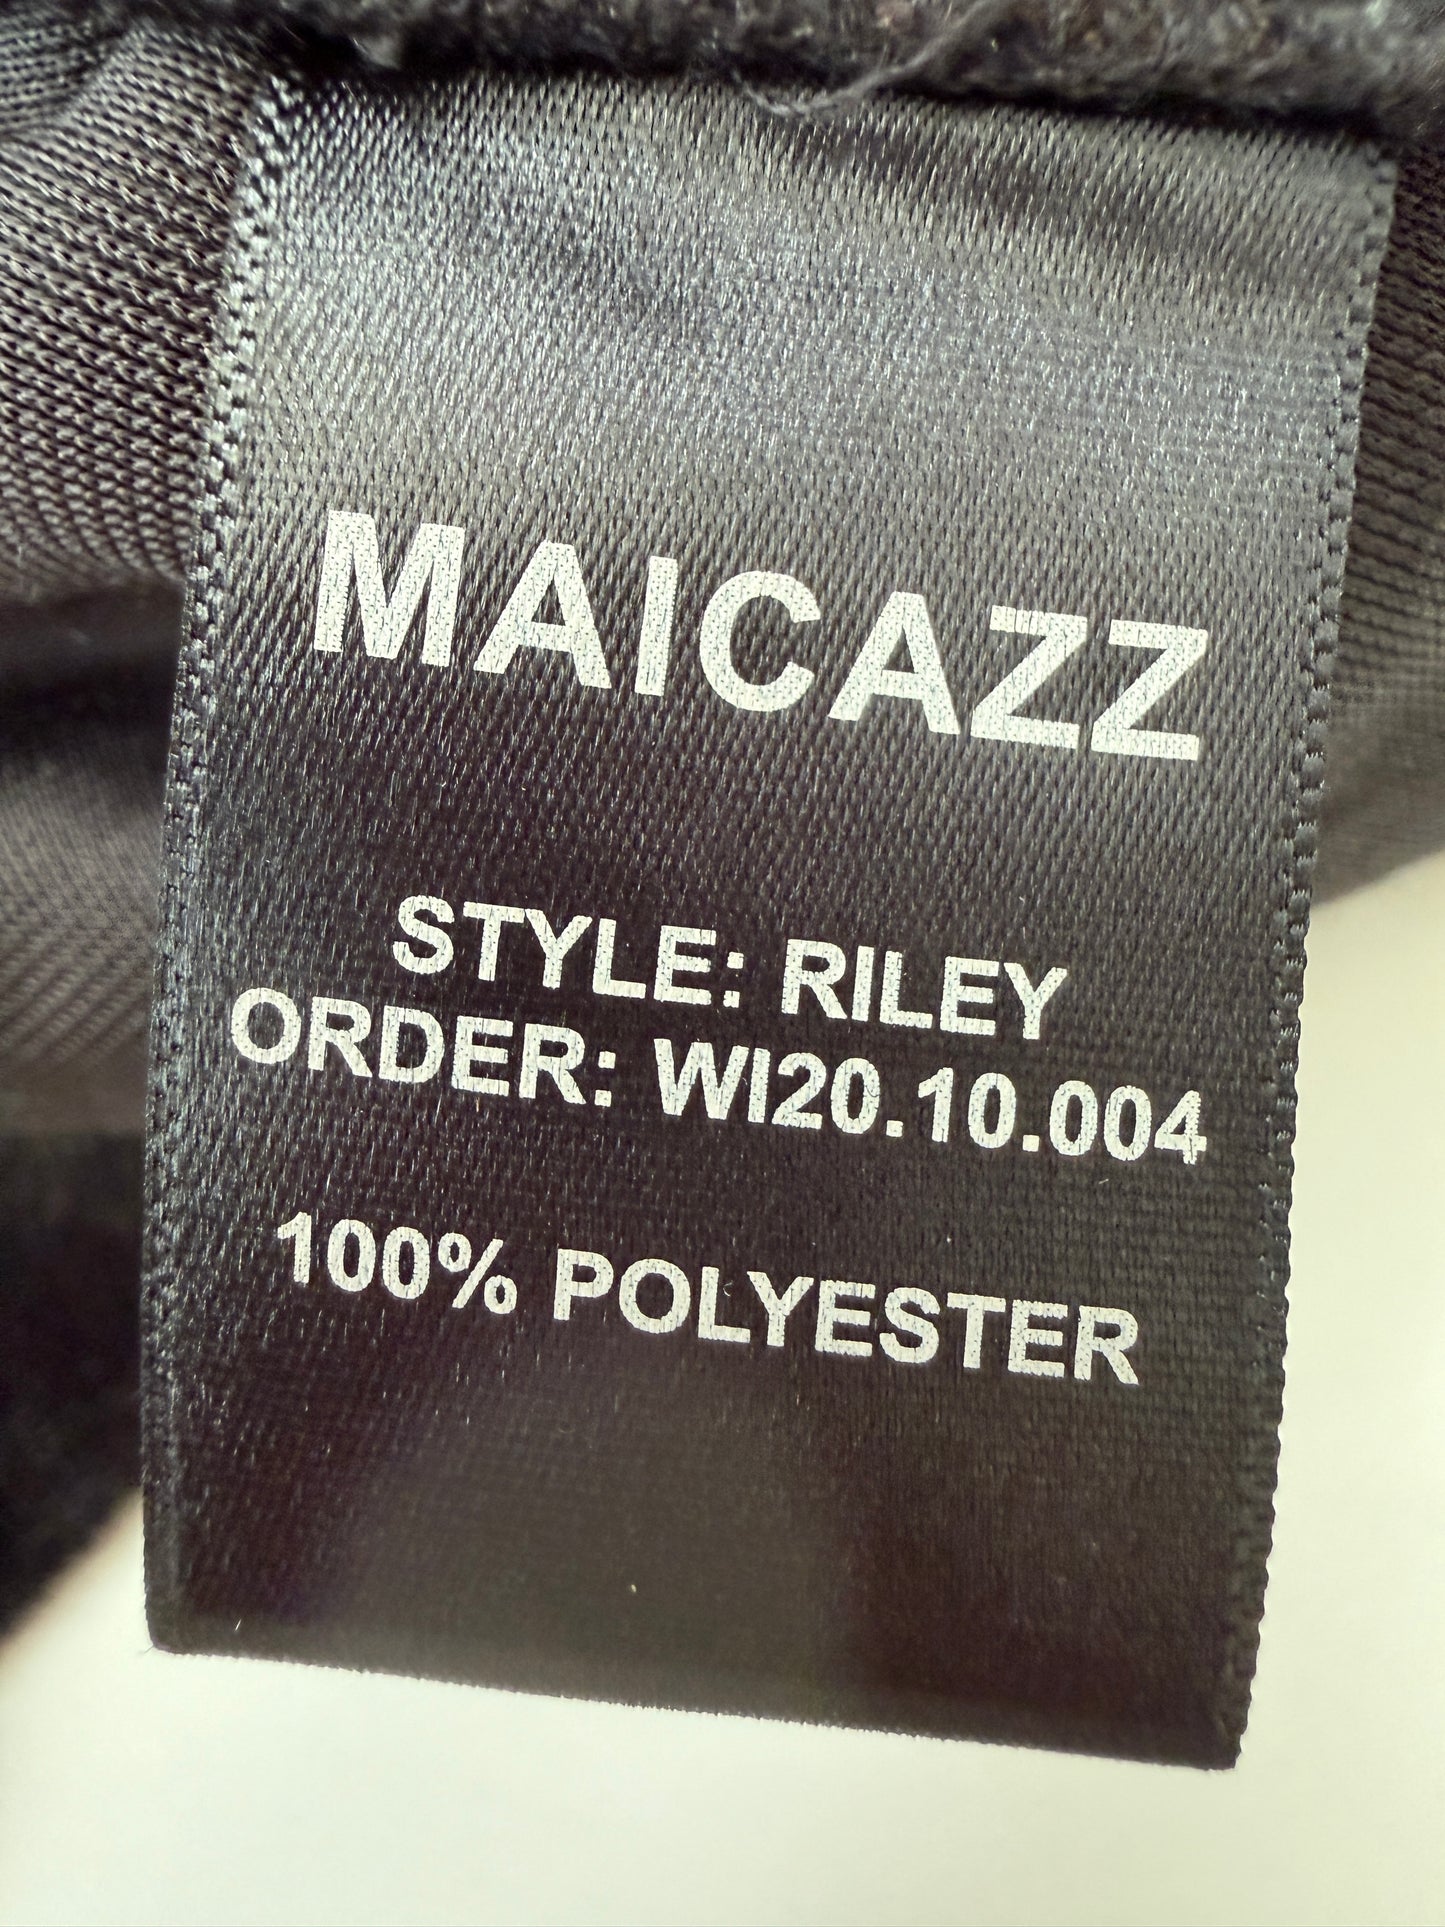 MAICAZZ
STYLE: RILEY
ORDER: WI20.10.004
100% POLYESTER